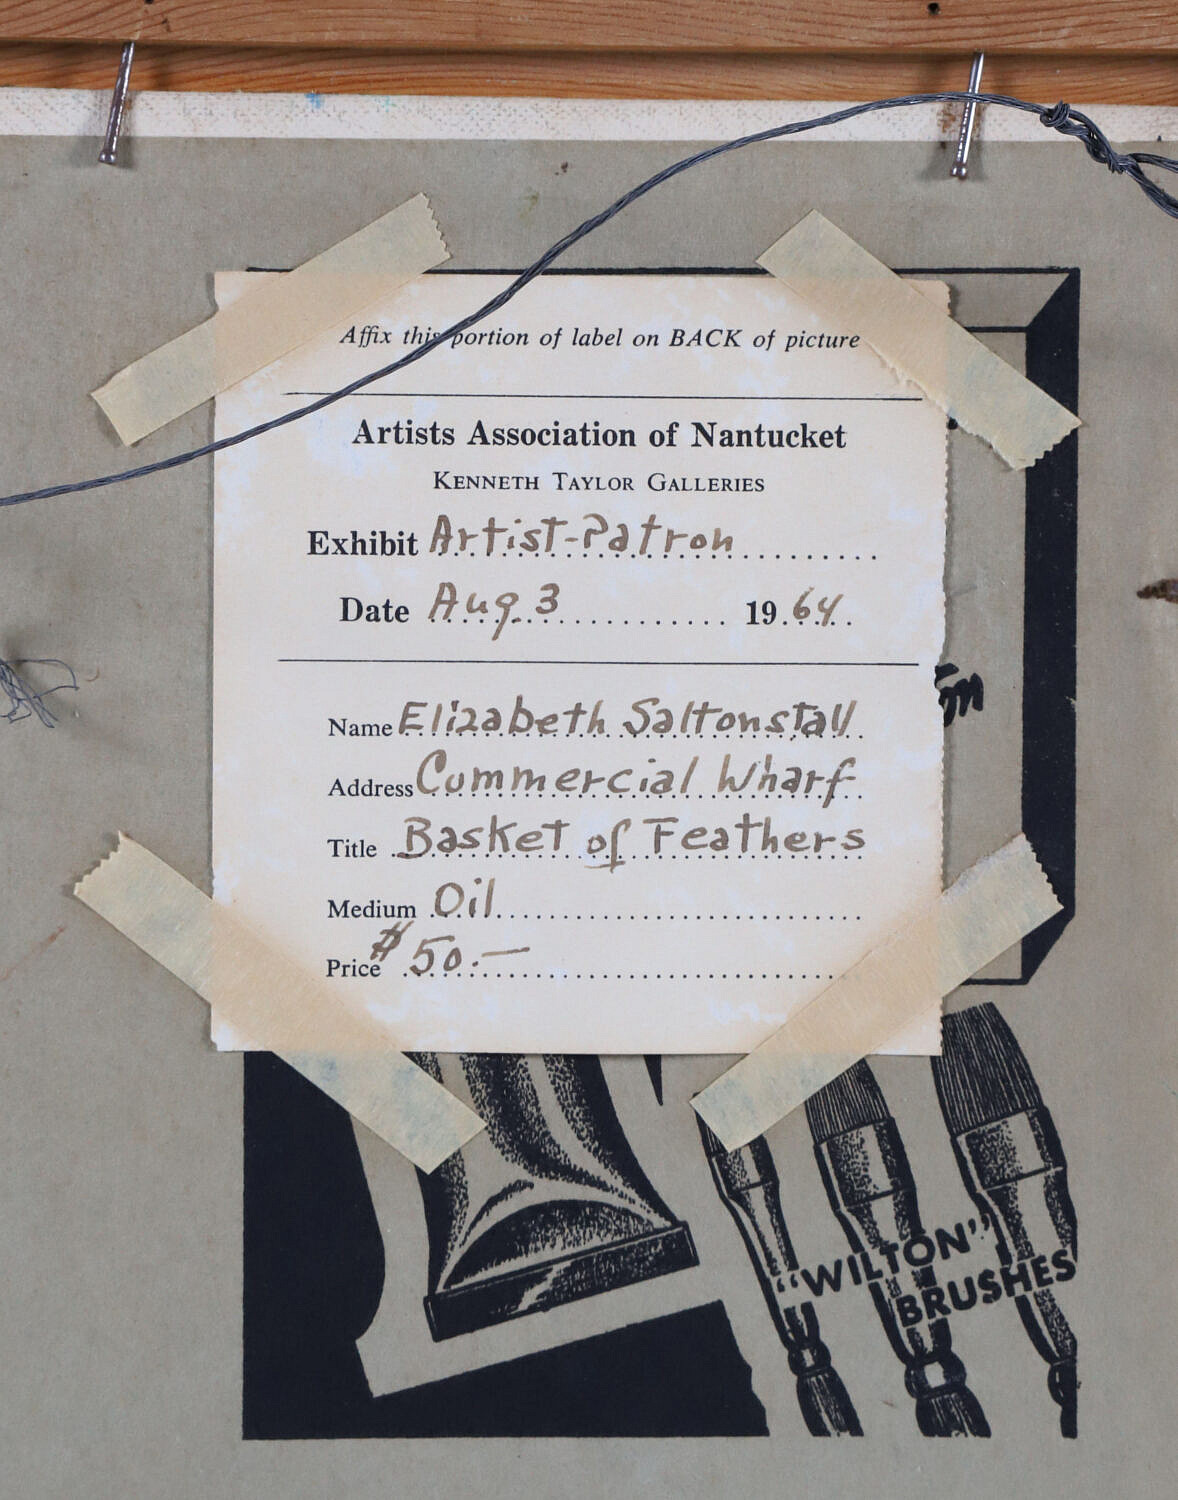 Affix this portion of label on BACK of picture
Artists Association of Nantucket
KENNETH TAYLOR GALLERIES
Exhibit Artist-Patron
Date Aug. 3 1964
Name Elizabeth Saltonstall
Address Commercial Wharf
Title Basket of Feathers
Medium Oil
Price $50.—
"WILTON"
BRUSHES